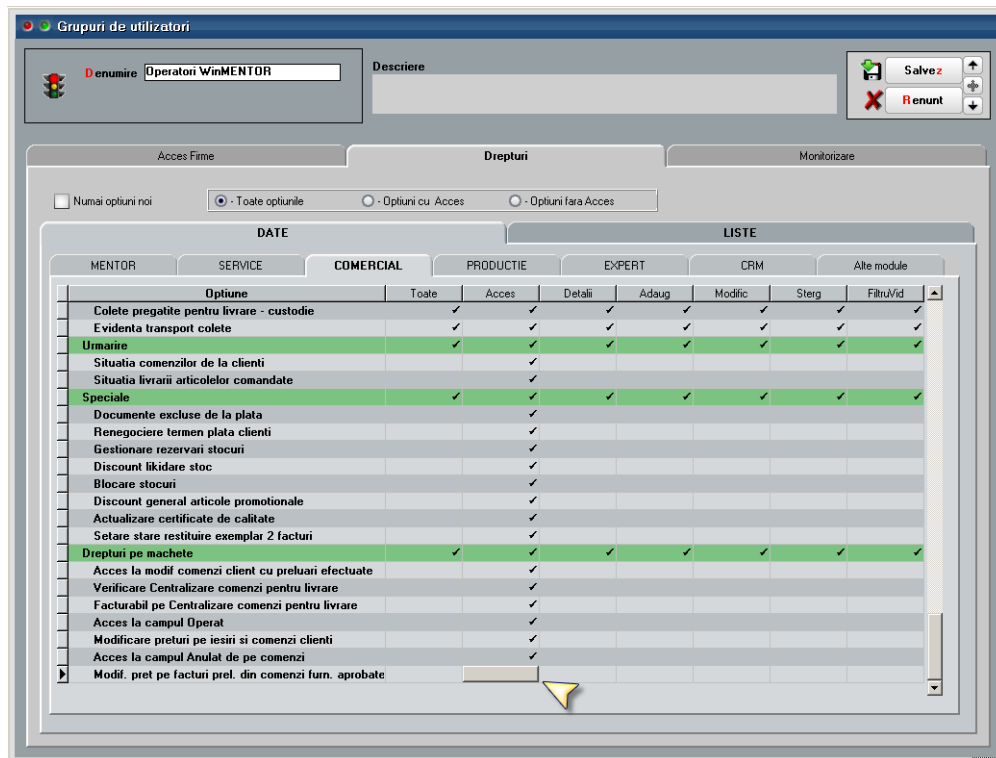 Grupuri de utilizatori
Denumire Operatori WinMENTOR
Descriere
Salvez
Renunt
Acces Firme Drepturi Monitorizare
Numai optiuni noi - Toate optiunile - Optiuni cu Acces - Optiuni fara Acces
DATE LISTE
MENTOR SERVICE COMERCIAL PRODUCTIE EXPERT CRM Alte module
Optiune Toate Acces Detalii Adaug Modific Sterg FiltruVid
Colete pregatite pentru livrare - custodie
Evidenta transport colete
Urmarire
Situatia comenzilor de la clienti
Situatia livrarii articolelor comandate
Speciale
Documente excluse de la plata
Renegociere termen plata clienti
Gestionare rezervari stocuri
Discount likidare stoc
Blocare stocuri
Discount general articole promotionale
Actualizare certificate de calitate
Setare stare restituire exemplar 2 facturi
Drepturi pe machete
Acces la modif comenzi client cu preluari efectuate
Verificare Centralizare comenzi pentru livrare
Facturabil pe Centralizare comenzi pentru livrare
Acces la campul Operat
Modificare preturi pe iesiri si comenzi clienti
Acces la campul Anulat de pe comenzi
Modif. pret pe facturi prel. din comenzi furn. aprobate